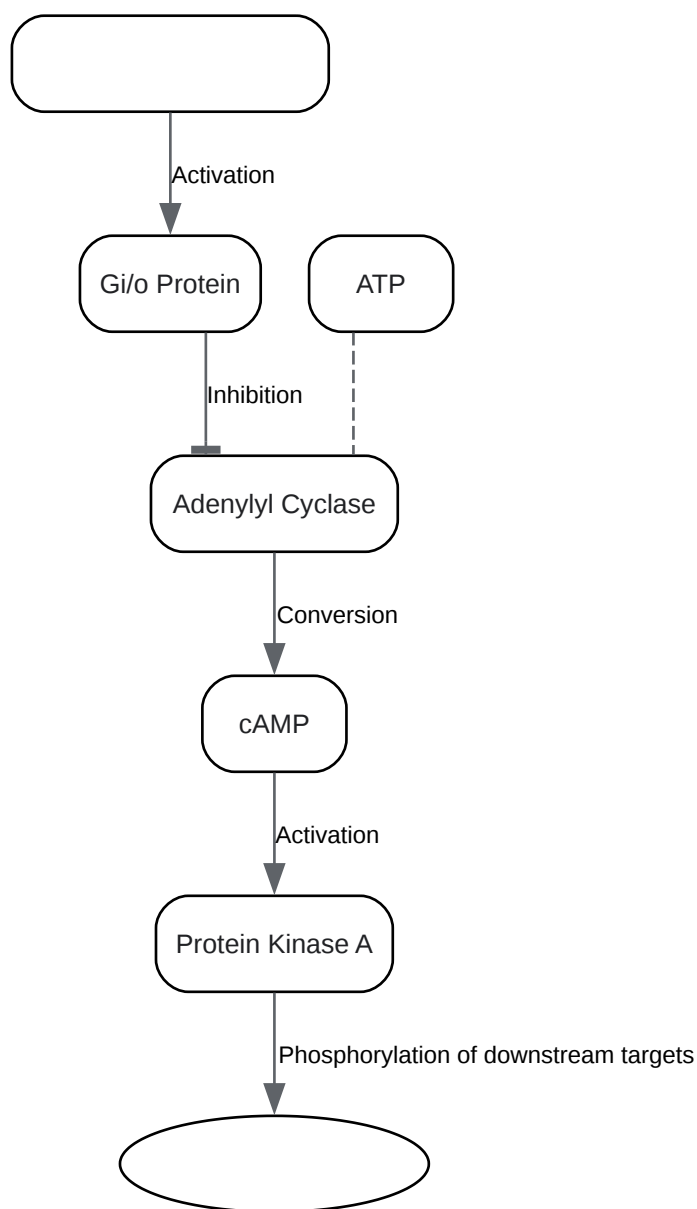 Activation
Gi/o Protein
ATP
Inhibition
Adenylyl Cyclase
Conversion
cAMP
Activation
Protein Kinase A
Phosphorylation of downstream targets